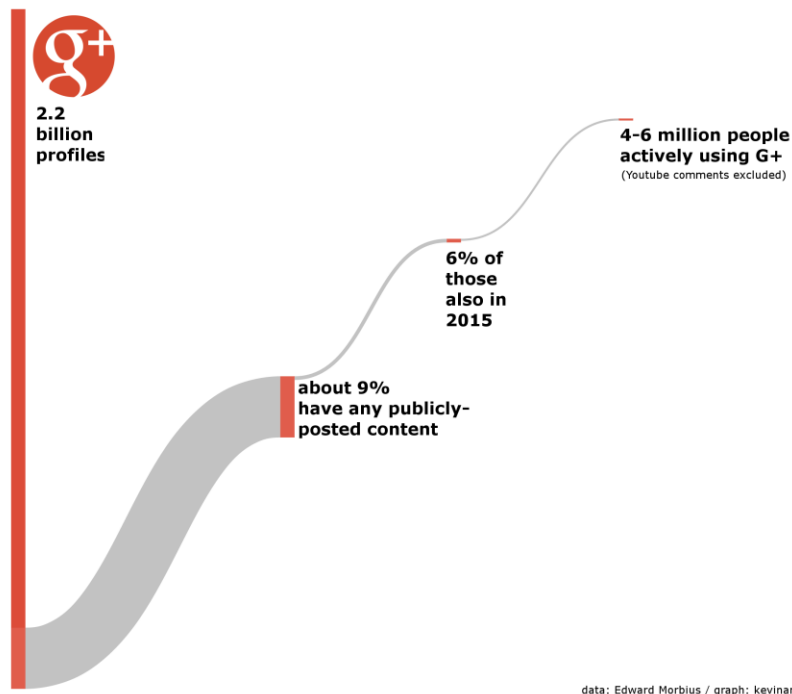 g+
2.2
billion
profiles
4-6 million people
actively using G+
(Youtube comments excluded)
6% of
those
also in
2015
about 9%
have any publicly-
posted content
data: Edward Morbius / graph: kevinan